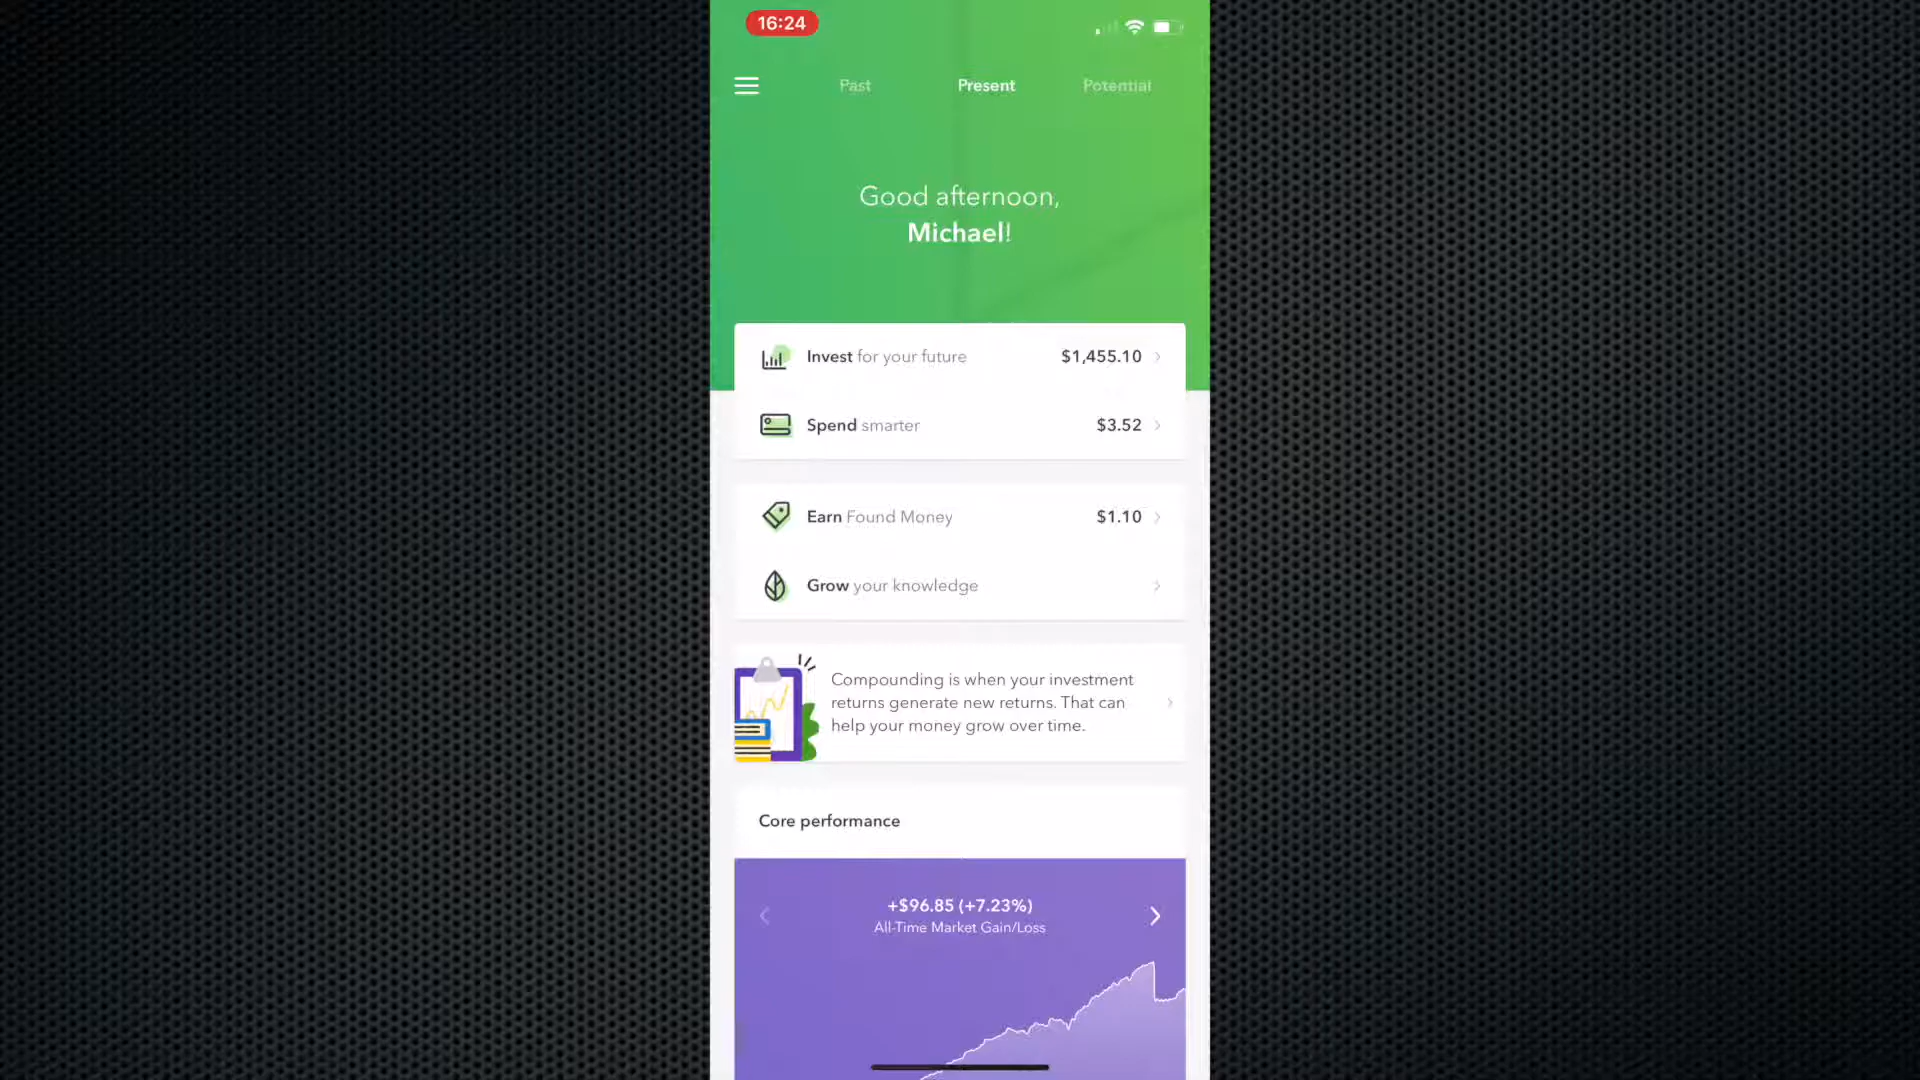 16:24
Past Present Potential
Good afternoon,
Michael!
Invest for your future $1,455.10
Spend smarter $3.52
Earn Found Money $1.10
Grow your knowledge
Compounding is when your investment
returns generate new returns. That can
help your money grow over time.
Core performance
+$96.85 (+7.23%)
All-Time Market Gain/Loss